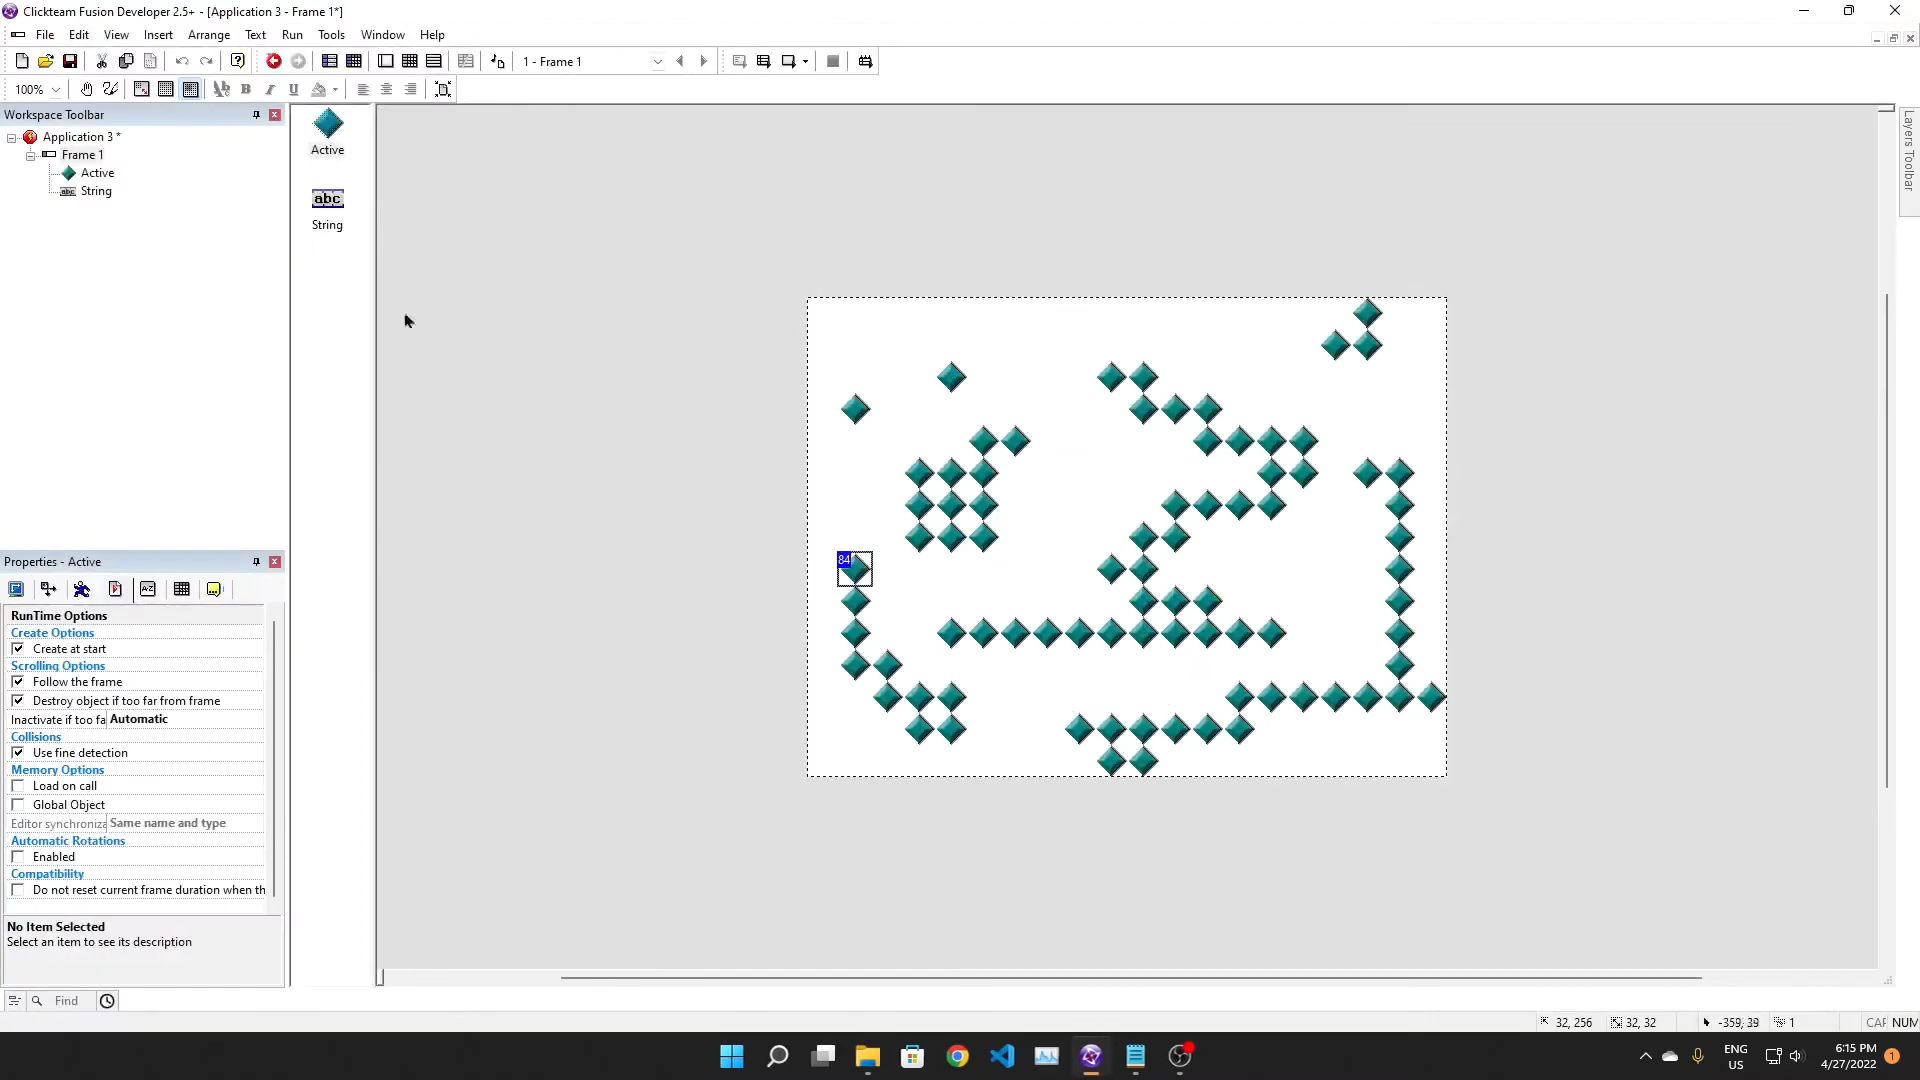 Clickteam Fusion Developer 2.5+ - [Application 3 - Frame 1*]
File Edit View Insert Arrange Text Run Tools Window Help
1 - Frame 1
100%
Workspace Toolbar
Application 3 *
Frame 1
Active
String
Active
abc
String
Layers Toolbar
84
Properties - Active
RunTime Options
Create Options
Create at start
Scrolling Options
Follow the frame
Destroy object if too far from frame
Inactivate if too fa Automatic
Collisions
Use fine detection
Memory Options
Load on call
Global Object
Editor synchroniza Same name and type
Automatic Rotations
Enabled
Compatibility
Do not reset current frame duration when th
No Item Selected
Select an item to see its description
Find
32, 256 32, 32 -359, 39 1 CAP NUM
ENG
US
6:15 PM
4/27/2022
1